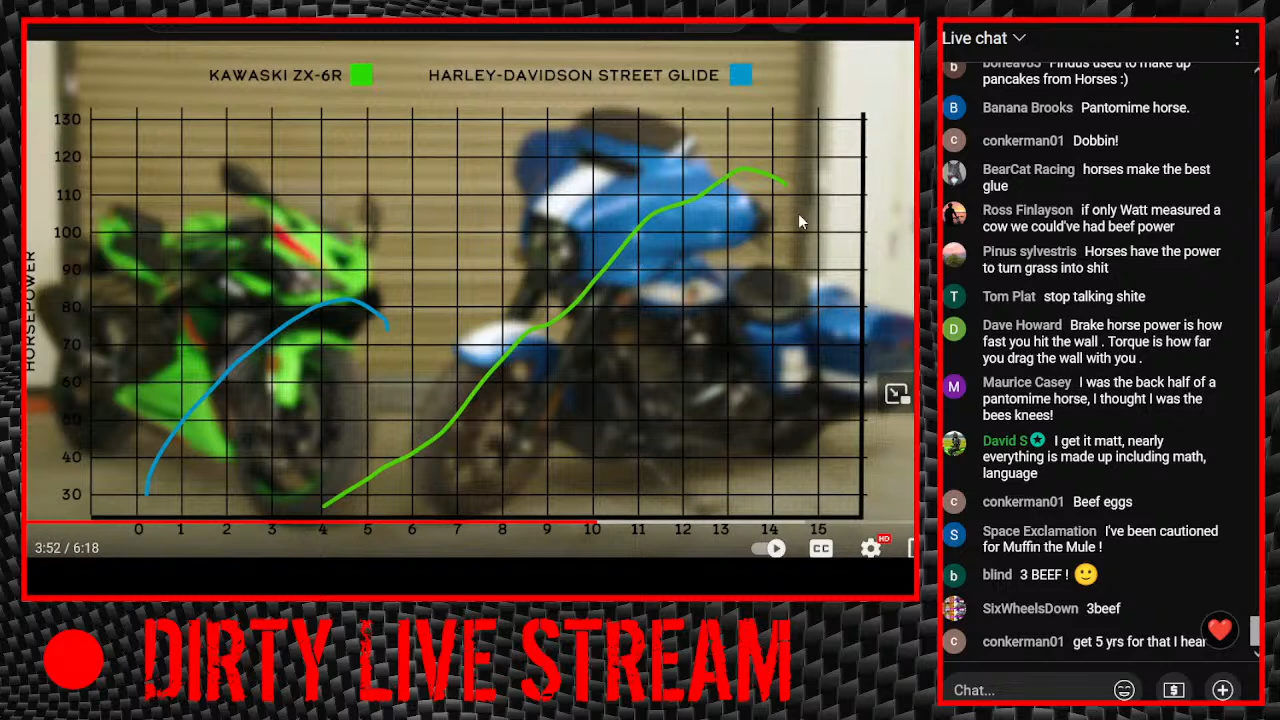 KAWASKI ZX-6R
HARLEY-DAVIDSON STREET GLIDE
HORSEPOWER
130
120
110
100
90
80
70
60
50
40
30
0 1 2 3 4 5 6 7 8 9 10 11 12 13 14 15
3:52 / 6:18
CC
HD
DIRTY LIVE STREAM
Live chat
make up
pancakes from Horses :)
B Banana Brooks Pantomime horse.
c conkerman01 Dobbin!
BearCat Racing horses make the best
glue
Ross Finlayson if only Watt measured a
cow we could've had beef power
Pinus sylvestris Horses have the power
to turn grass into shit
T Tom Plat stop talking shite
D Dave Howard Brake horse power is how
fast you hit the wall . Torque is how far
you drag the wall with you .
M Maurice Casey I was the back half of a
pantomime horse, I thought I was the
bees knees!
David S I get it matt, nearly
everything is made up including math,
language
c conkerman01 Beef eggs
S Space Exclamation I've been cautioned
for Muffin the Mule !
b blind 3 BEEF ! 🙂
SixWheelsDown 3beef
c conkerman01 get 5 yrs for that I hear
Chat...